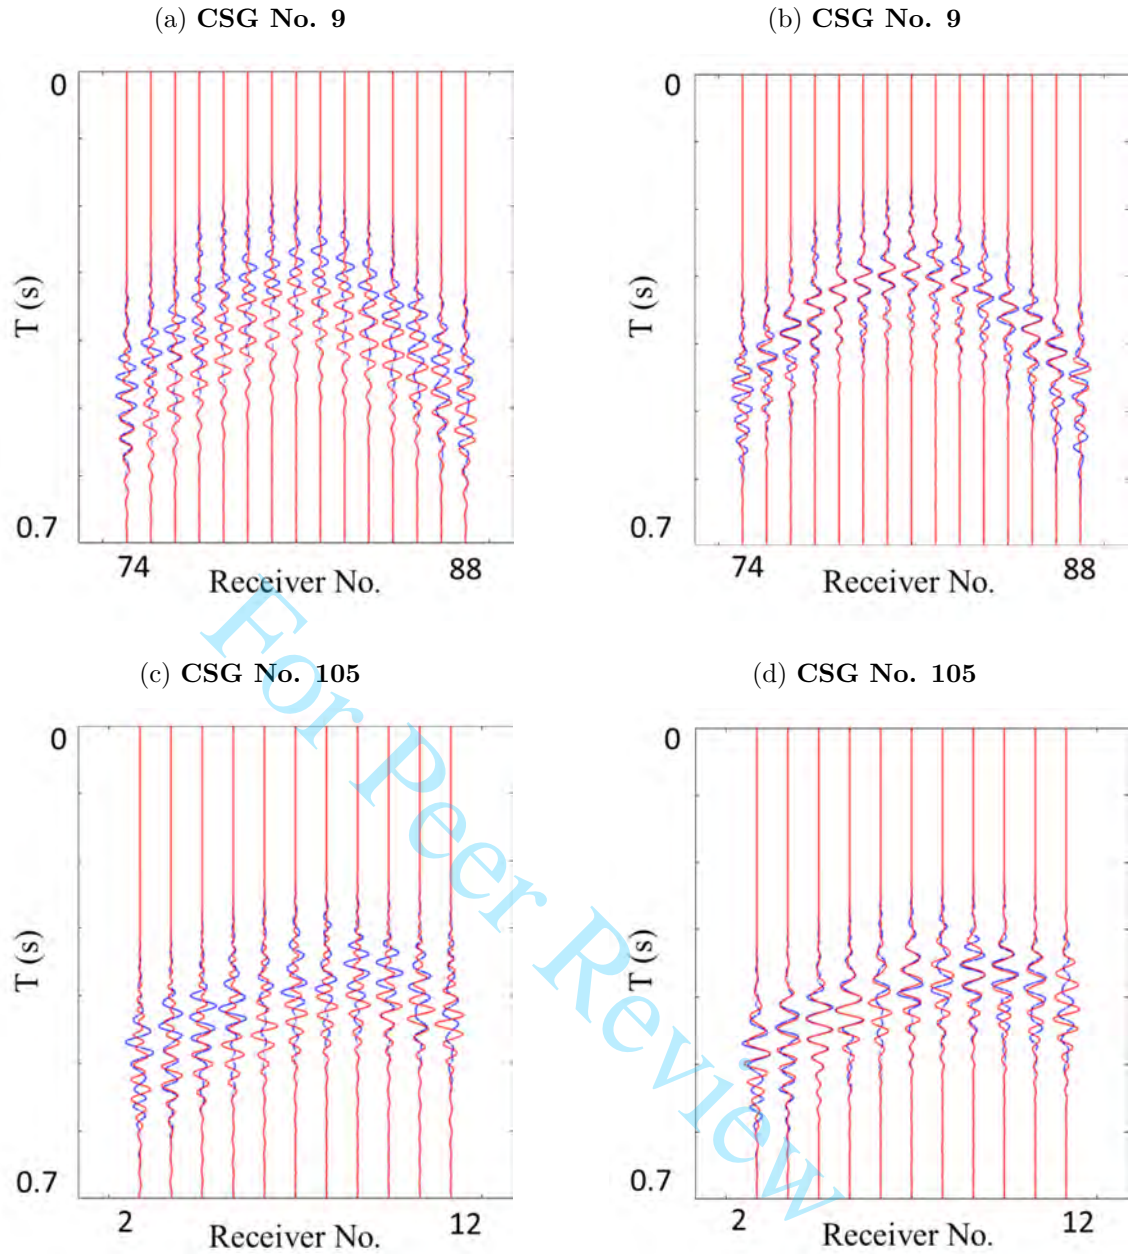 (a) CSG No. 9
(b) CSG No. 9
0
T (s)
0.7
74
88
Receiver No.
0
T (s)
0.7
74
88
Receiver No.
(c) CSG No. 105
(d) CSG No. 105
0
T (s)
0.7
2
12
Receiver No.
0
T (s)
0.7
2
12
Receiver No.
For Peer Review